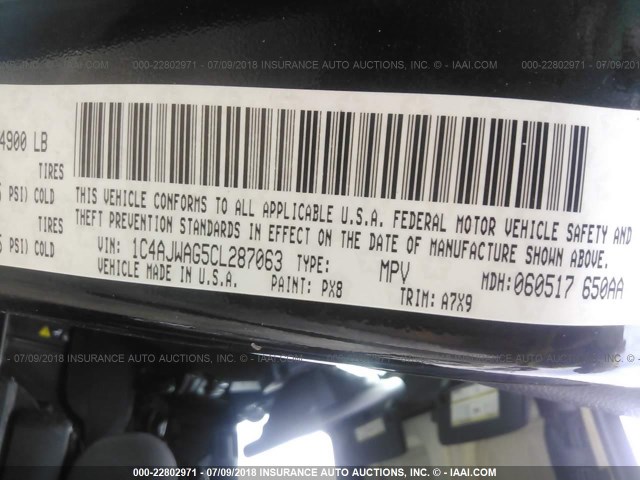 000-22802971 - 07/09/2018 INSURANCE AUTO AUCTIONS, INC. - © - IAAI.COM
4900 LB
TIRES
PSI) COLD
TIRES
PSI) COLD
THIS VEHICLE CONFORMS TO ALL APPLICABLE U.S.A. FEDERAL MOTOR VEHICLE SAFETY AND
THEFT PREVENTION STANDARDS IN EFFECT ON THE DATE OF MANUFACTURE SHOWN ABOVE.
VIN: 1C4AJWAG5CL287063 TYPE: MPV MDH:060517 650AA
VEHICLE MADE IN U.S.A. PAINT: PX8 TRIM: A7X9
000-22802971 - 07/09/2018 INSURANCE AUTO AUCTIONS, INC. - © - IAAI.COM
000-22802971 - 07/09/2018 INSURANCE AUTO AUCTIONS, INC. - © - IAAI.COM